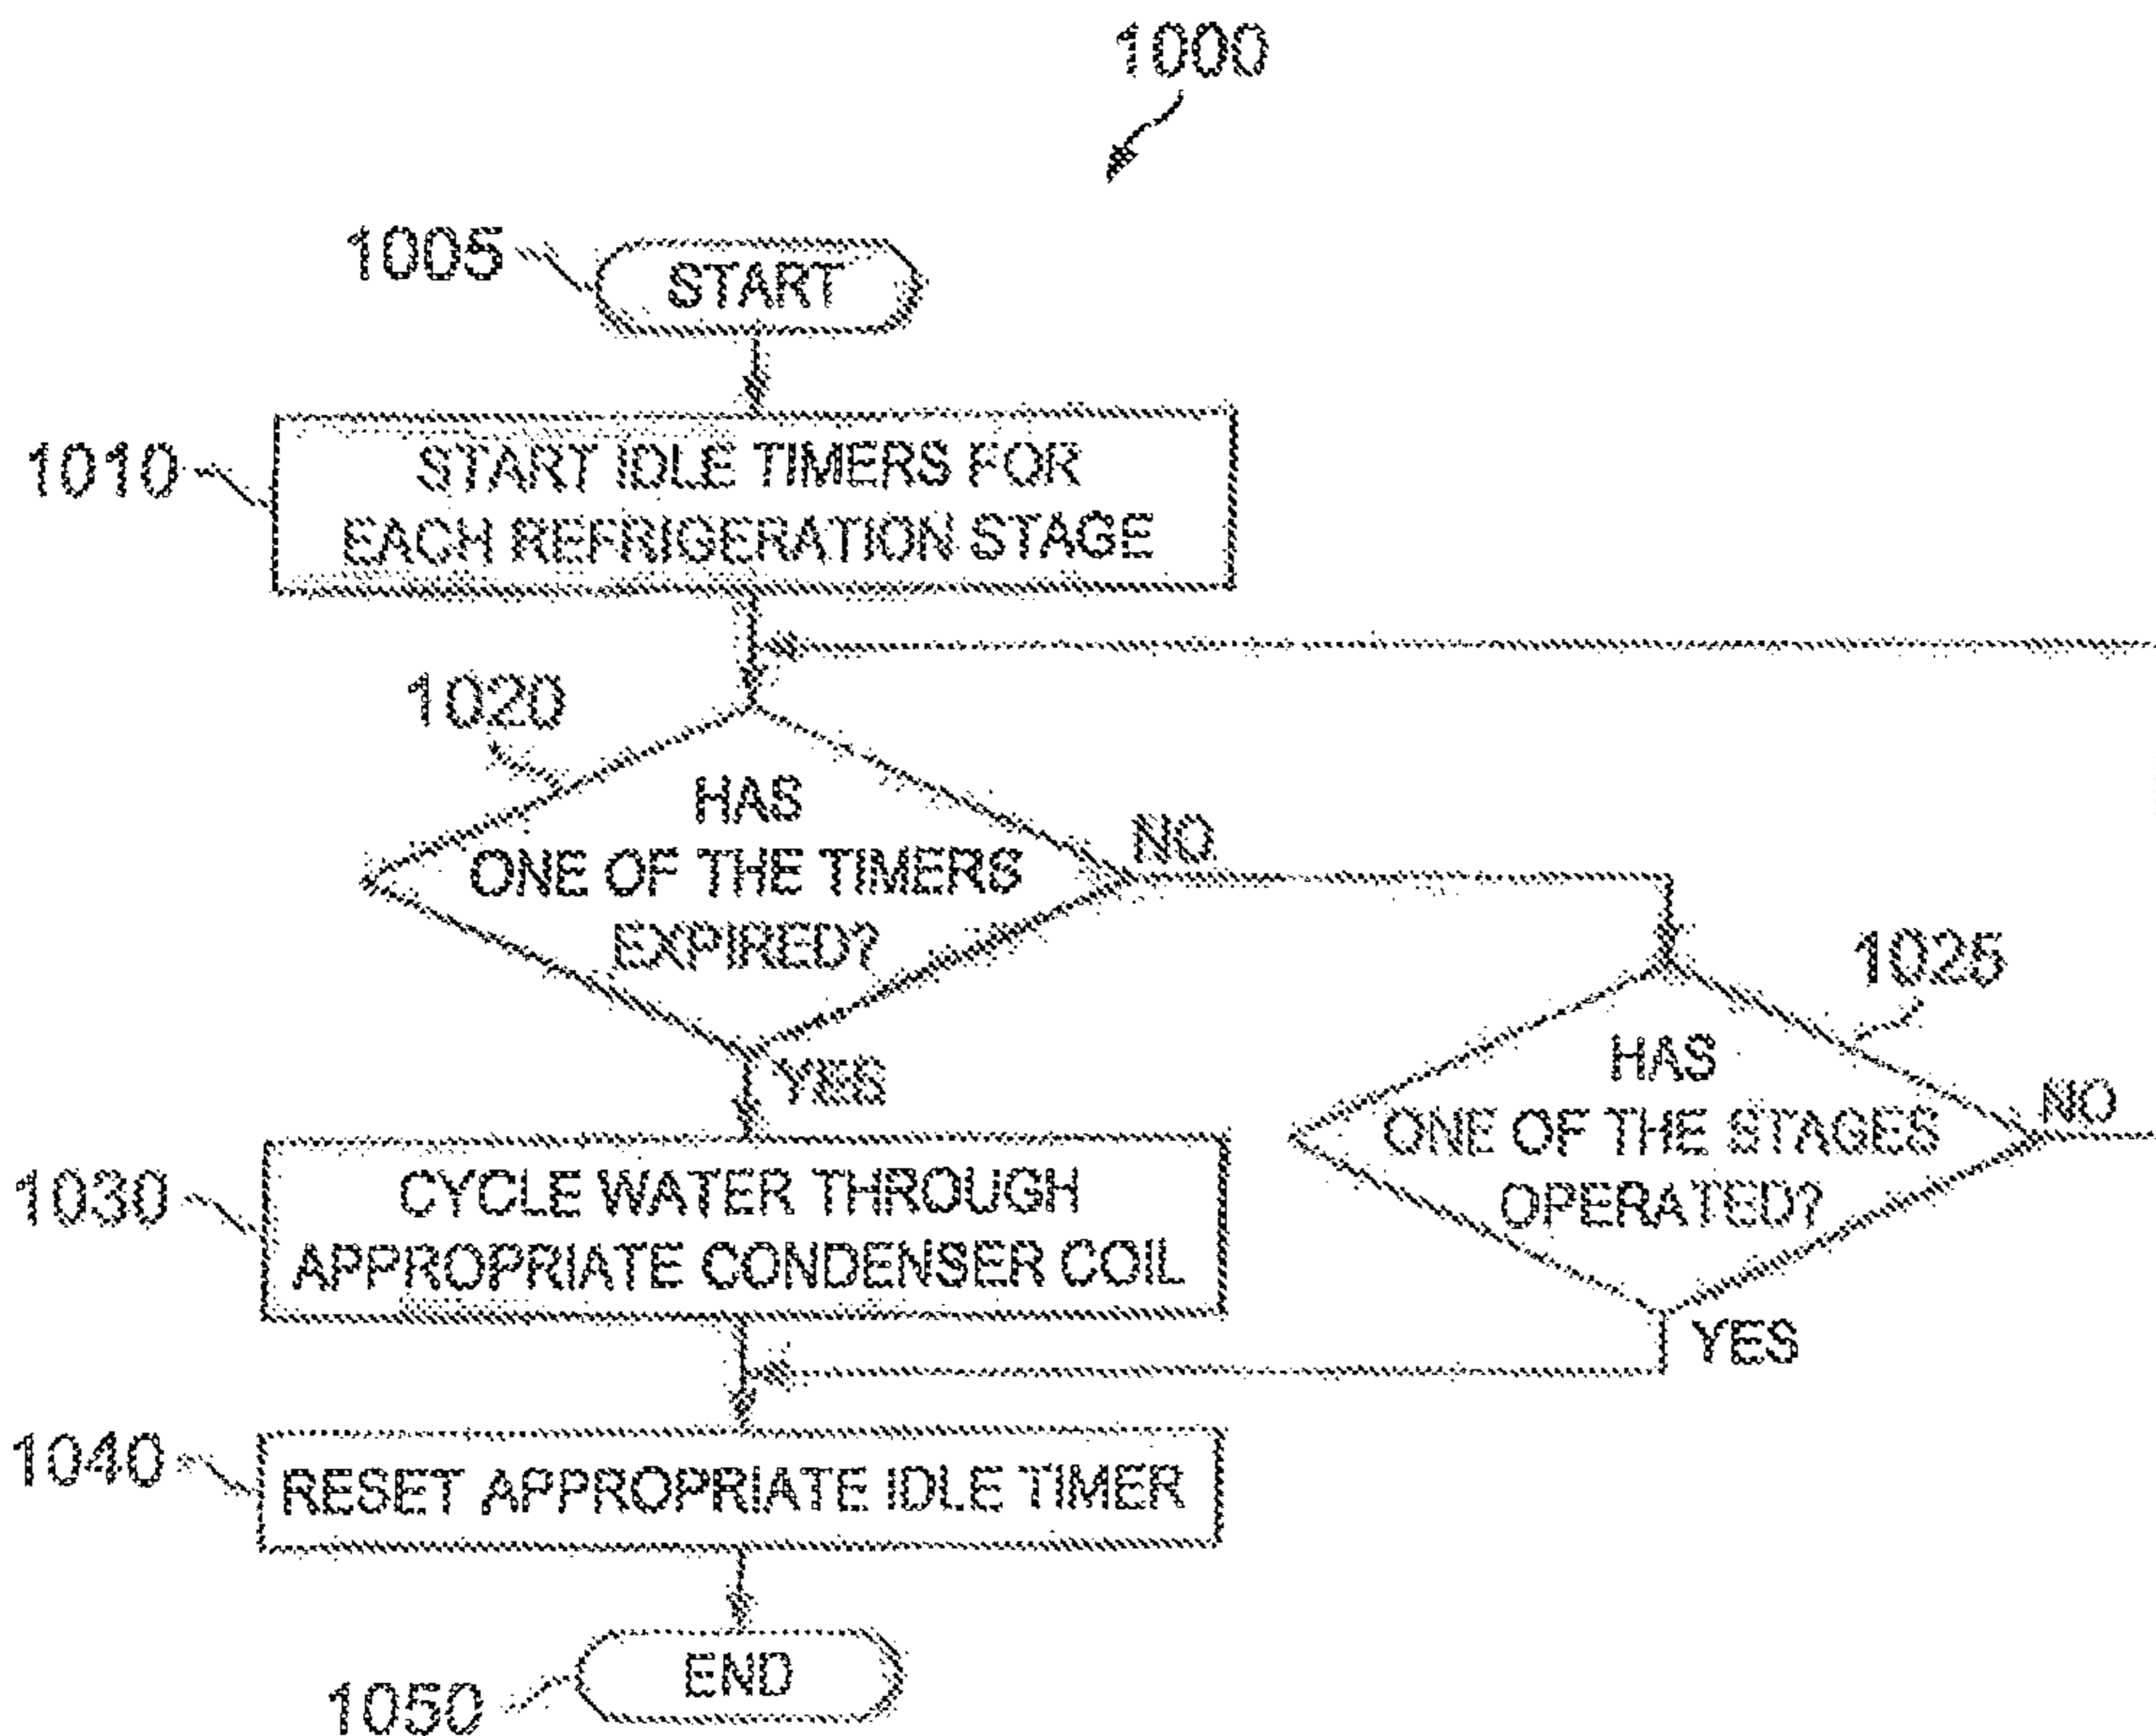 1000
1005
START
1010
START IDLE TIMERS FOR
EACH REFRIGERATION STAGE
1020
HAS
ONE OF THE TIMERS
EXPIRED?
NO
YES
1025
HAS
ONE OF THE STAGES
OPERATED?
NO
YES
1030
CYCLE WATER THROUGH
APPROPRIATE CONDENSER COIL
1040
RESET APPROPRIATE IDLE TIMER
1050
END